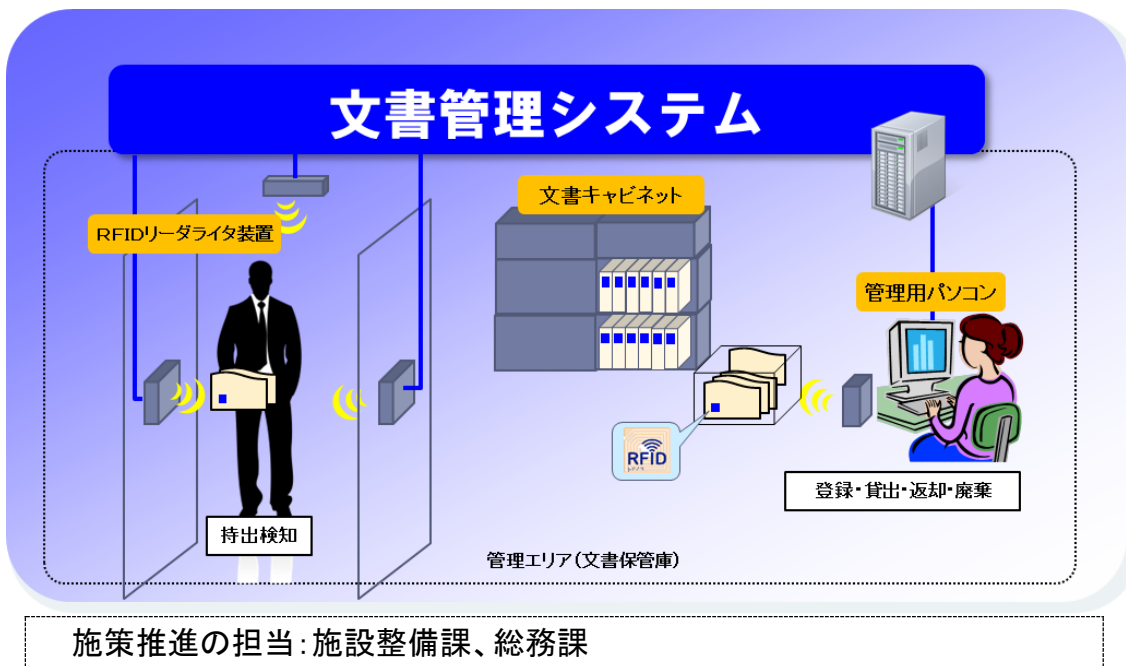 文書管理システム
文書キャビネット
RFIDリーダライタ装置
管理用パソコン
RFID
登録・貸出・返却・廃棄
持出検知
管理エリア(文書保管庫)
施策推進の担当:施設整備課、総務課